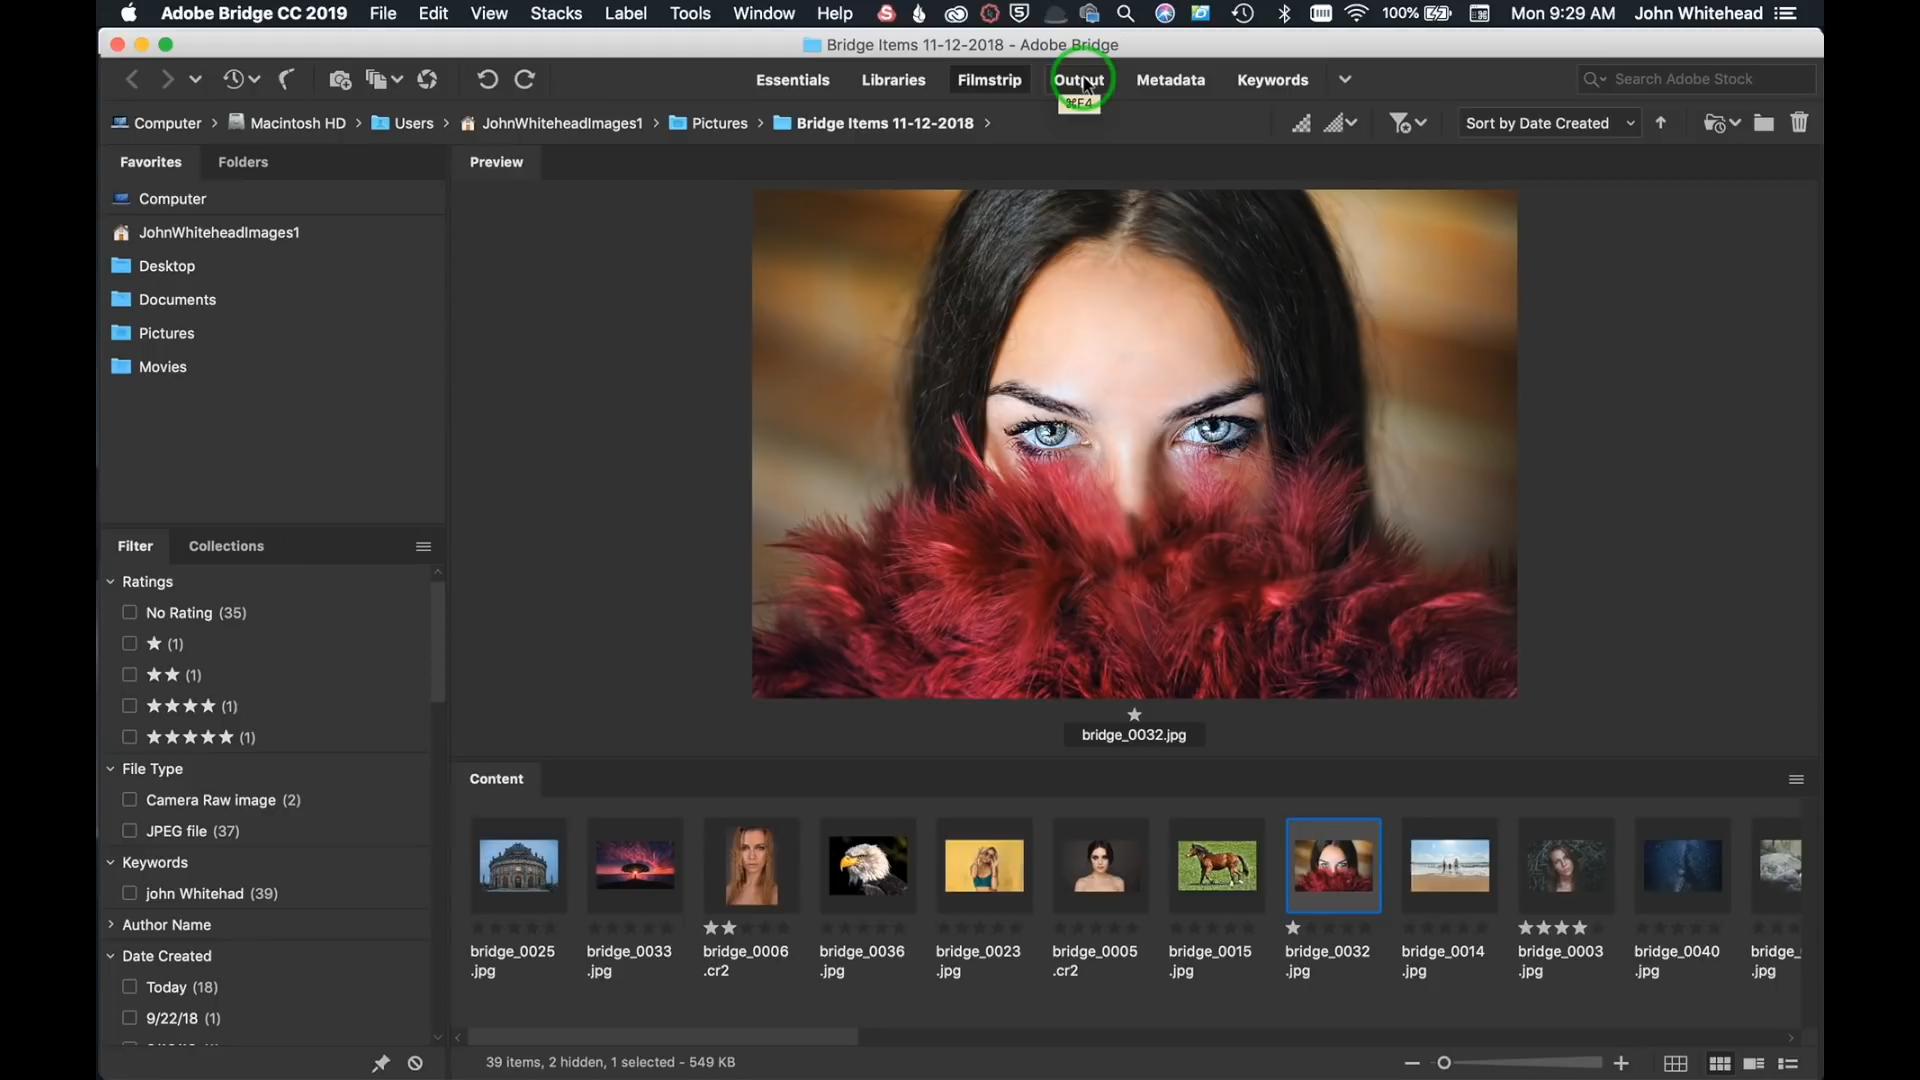 Adobe Bridge CC 2019 File Edit View Stacks Label Tools Window Help 100% Mon 9:29 AM John Whitehead
Bridge Items 11-12-2018 - Adobe Bridge
Essentials Libraries Filmstrip Output Metadata Keywords Search Adobe Stock
⌘F4
Computer Macintosh HD Users JohnWhiteheadImages1 Pictures Bridge Items 11-12-2018 Sort by Date Created
Favorites Folders
Preview
Computer
JohnWhiteheadImages1
Desktop
Documents
Pictures
Movies
bridge_0032.jpg
Filter Collections
Ratings
No Rating (35)
★ (1)
★★ (1)
★★★★ (1)
★★★★★ (1)
File Type
Camera Raw image (2)
JPEG file (37)
Keywords
john Whitehad (39)
Author Name
Date Created
Today (18)
9/22/18 (1)
Content
bridge_0025
.jpg
bridge_0033
.jpg
bridge_0006
.cr2
bridge_0036
.jpg
bridge_0023
.jpg
bridge_0005
.cr2
bridge_0015
.jpg
bridge_0032
.jpg
bridge_0014
.jpg
bridge_0003
.jpg
bridge_0040
.jpg
bridge_
.jpg
39 items, 2 hidden, 1 selected - 549 KB